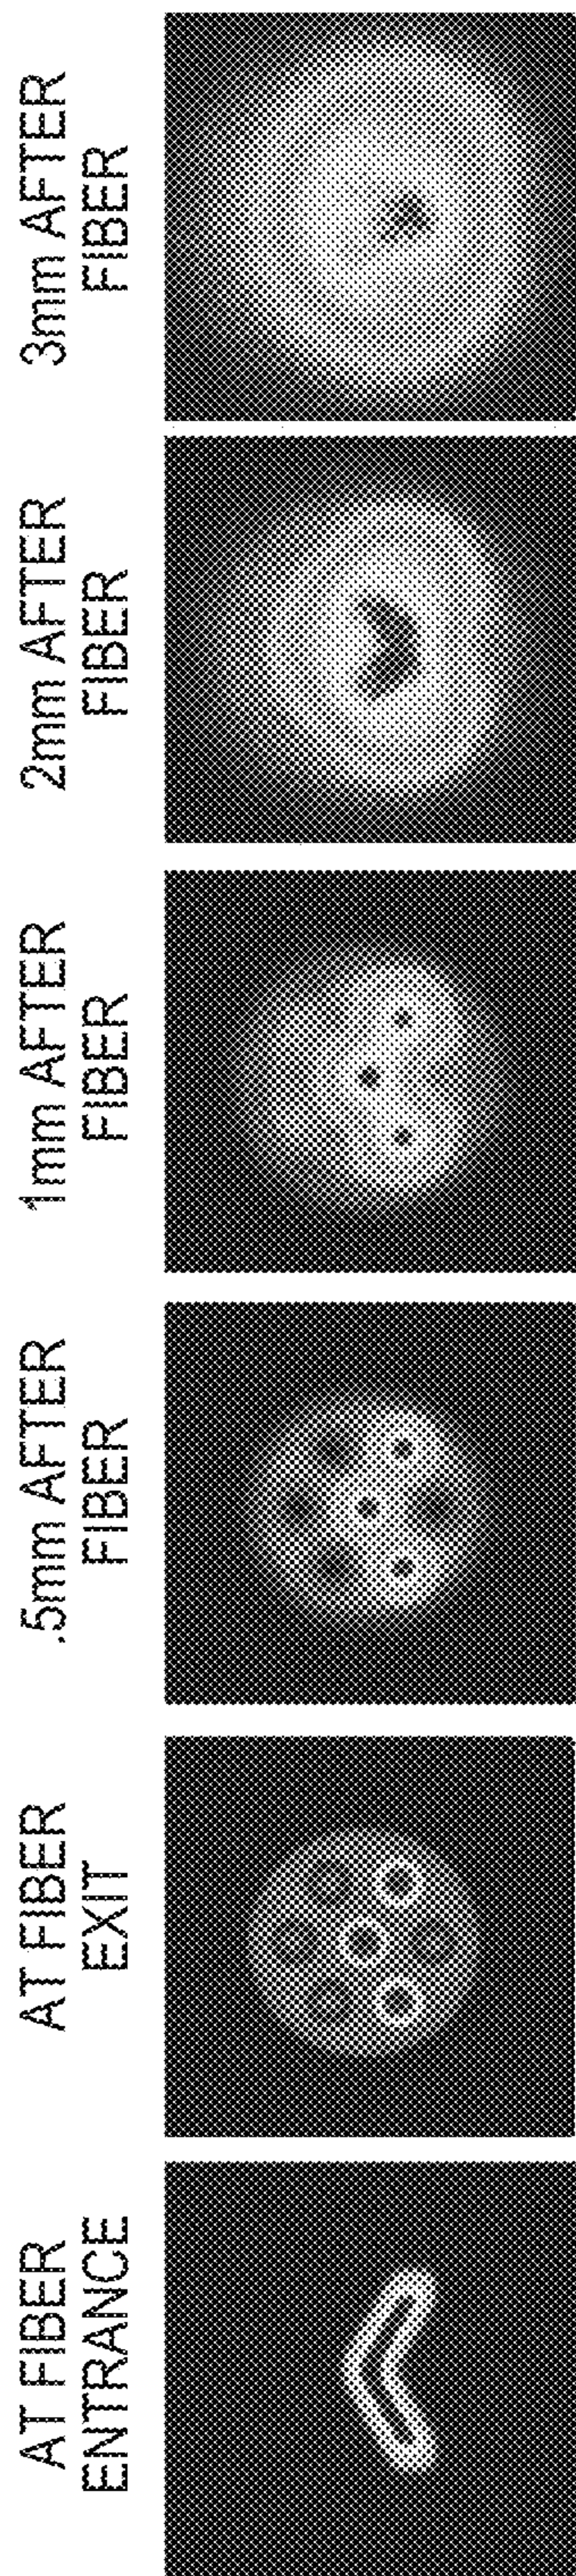 AT FIBER
ENTRANCE
AT FIBER
EXIT
.5mm AFTER
FIBER
1mm AFTER
FIBER
2mm AFTER
FIBER
3mm AFTER
FIBER